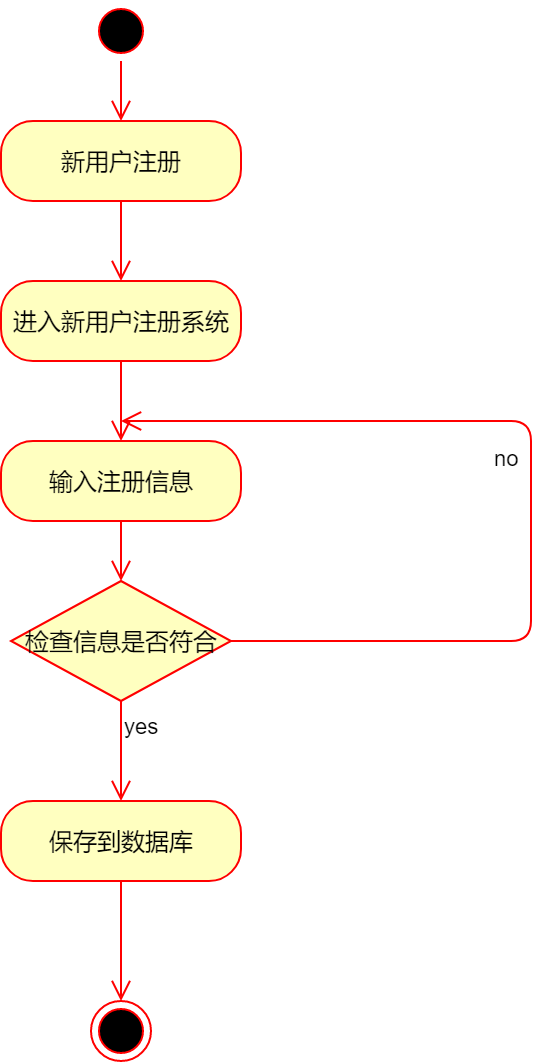 新用户注册
进入新用户注册系统
no
输入注册信息
检查信息是否符合
yes
保存到数据库